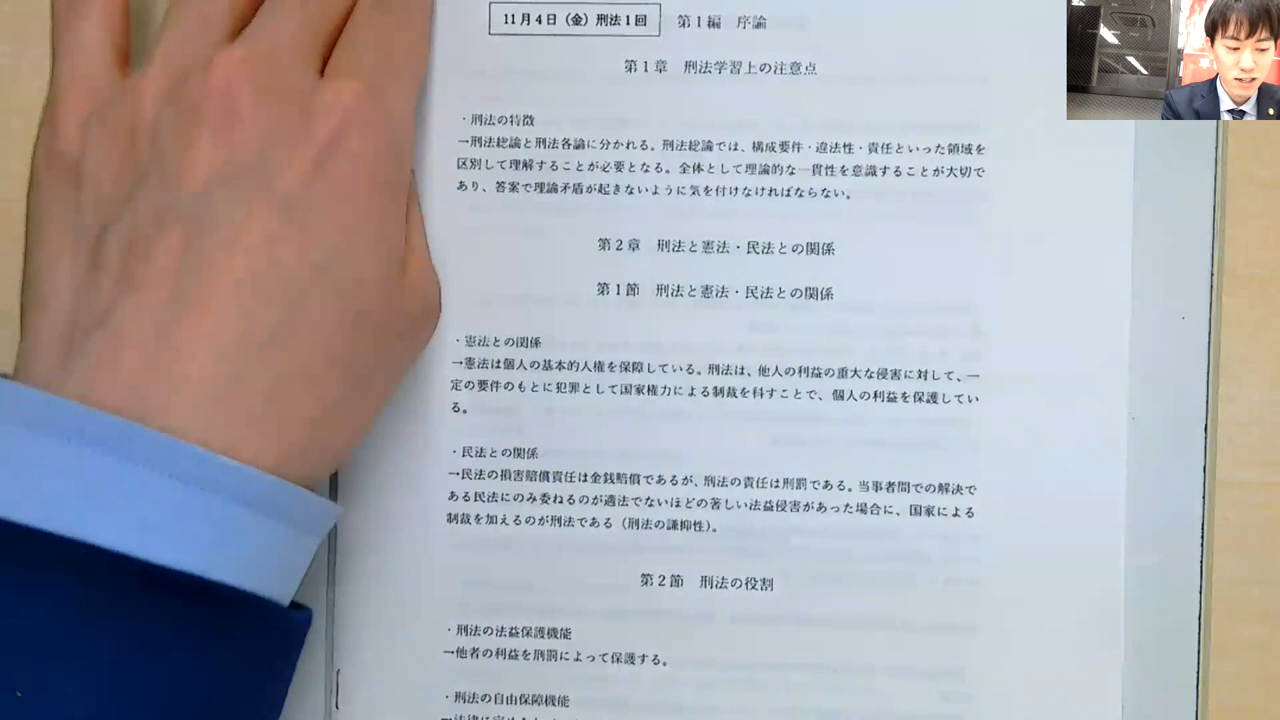 11月4日（金）刑法1回　第1編　序論
第1章　刑法学習上の注意点
・刑法の特徴
→刑法総論と刑法各論に分かれる。刑法総論では、構成要件・違法性・責任といった領域を
区別して理解することが必要となる。全体として理論的な一貫性を意識することが大切で
あり、答案で理論矛盾が起きないように気を付けなければならない。
第2章　刑法と憲法・民法との関係
第1節　刑法と憲法・民法との関係
・憲法との関係
→憲法は個人の基本的人権を保障している。刑法は、他人の利益の重大な侵害に対して、一
定の要件のもとに犯罪として国家権力による制裁を科すことで、個人の利益を保護してい
る。
・民法との関係
→民法の損害賠償責任は金銭賠償であるが、刑法の責任は刑罰である。当事者間での解決で
ある民法にのみ委ねるのが適法でないほどの著しい法益侵害があった場合に、国家による
制裁を加えるのが刑法である（刑法の謙抑性）。
第2節　刑法の役割
・刑法の法益保護機能
→他者の利益を刑罰によって保護する。
・刑法の自由保障機能